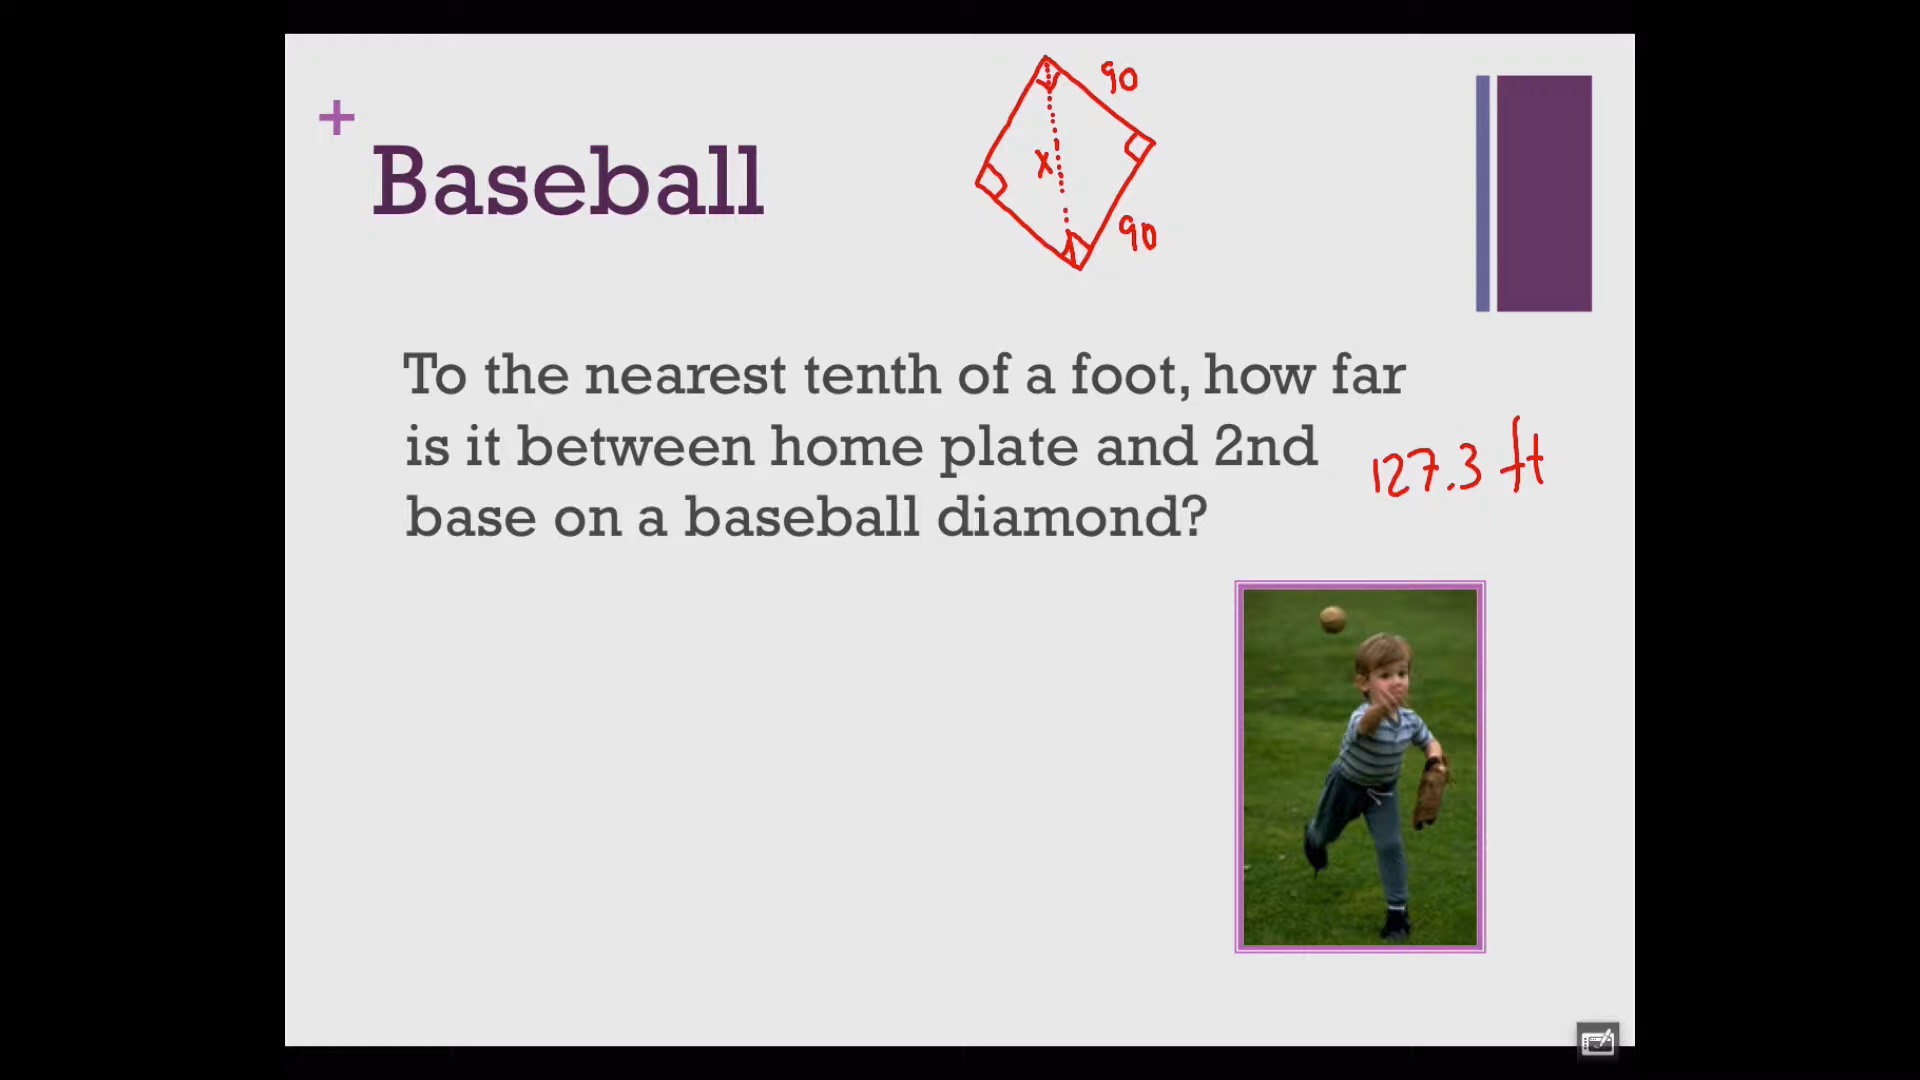 90
+
Baseball
x
90
To the nearest tenth of a foot, how far
is it between home plate and 2nd
127.3 ft
base on a baseball diamond?